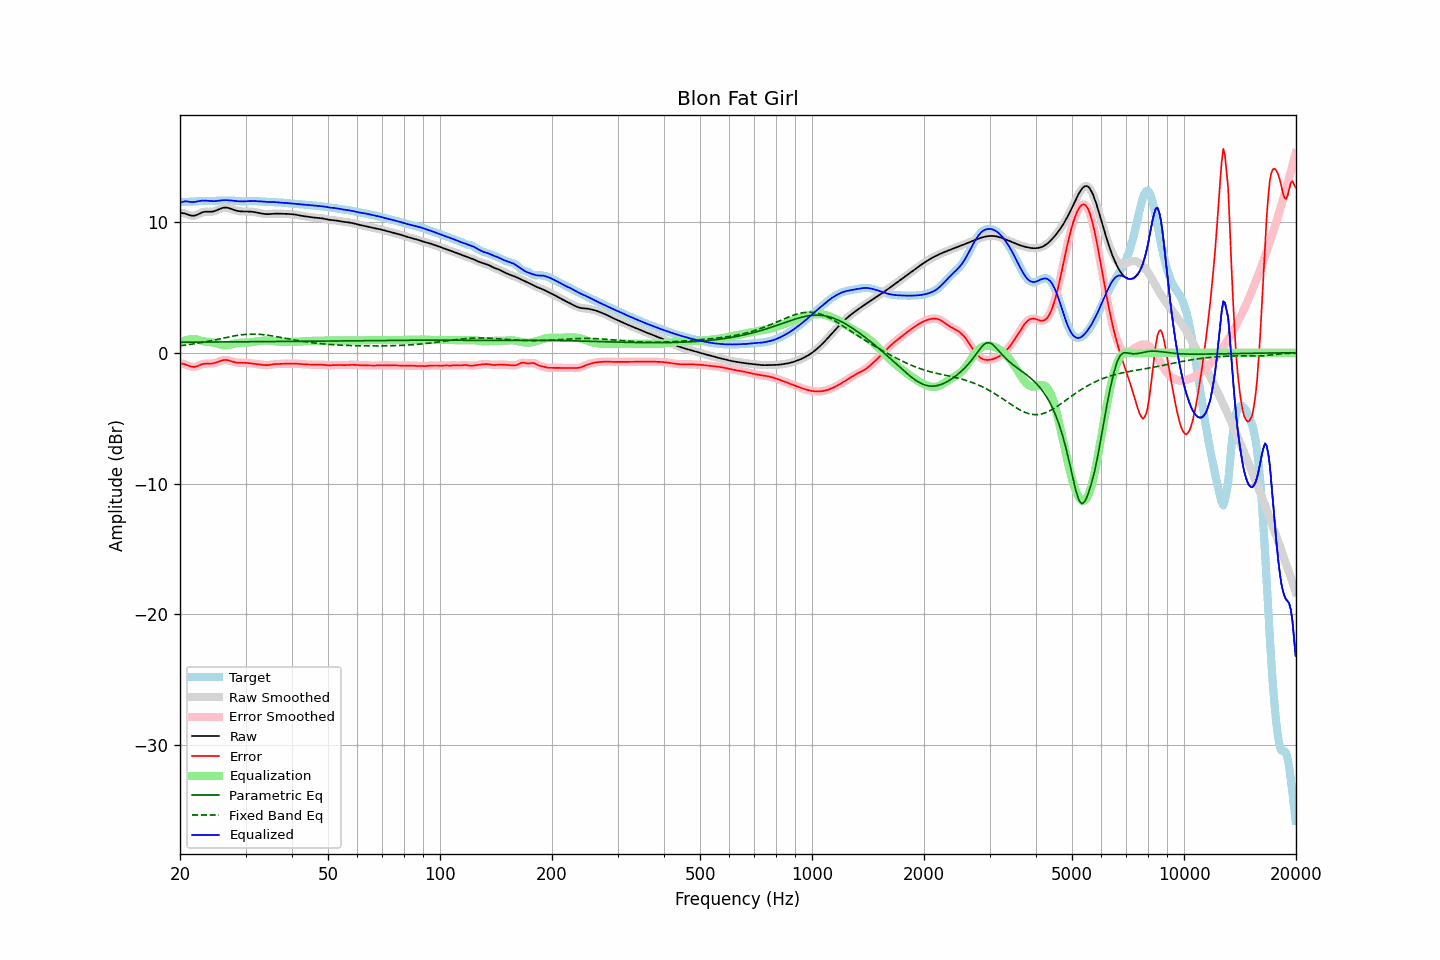 Blon Fat Girl
Amplitude (dBr)
10
0
−10
−20
−30
Target
Raw Smoothed
Error Smoothed
Raw
Error
Equalization
Parametric Eq
Fixed Band Eq
Equalized
20 50 100 200 500 1000 2000 5000 10000 20000
Frequency (Hz)